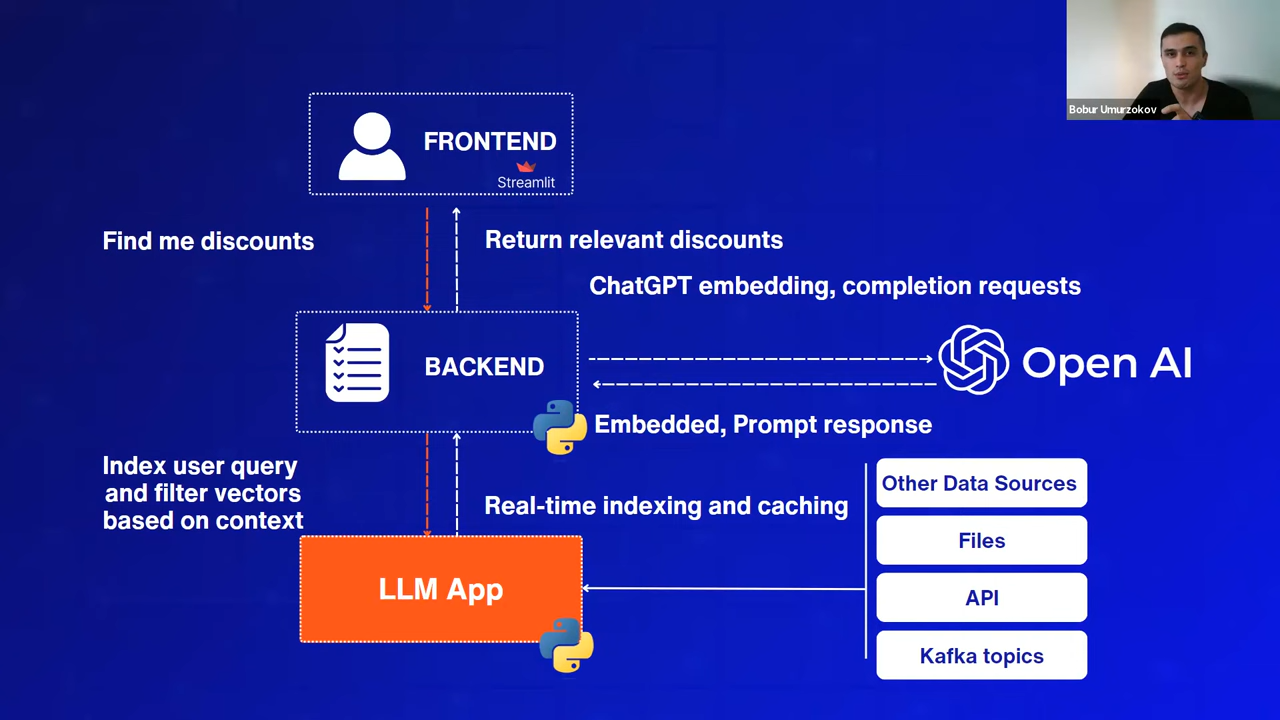 Bobur Umurzokov
FRONTEND
Streamlit
Find me discounts
Return relevant discounts
ChatGPT embedding, completion requests
BACKEND
Open AI
Embedded, Prompt response
Index user query
and filter vectors
based on context
Real-time indexing and caching
Other Data Sources
Files
API
Kafka topics
LLM App